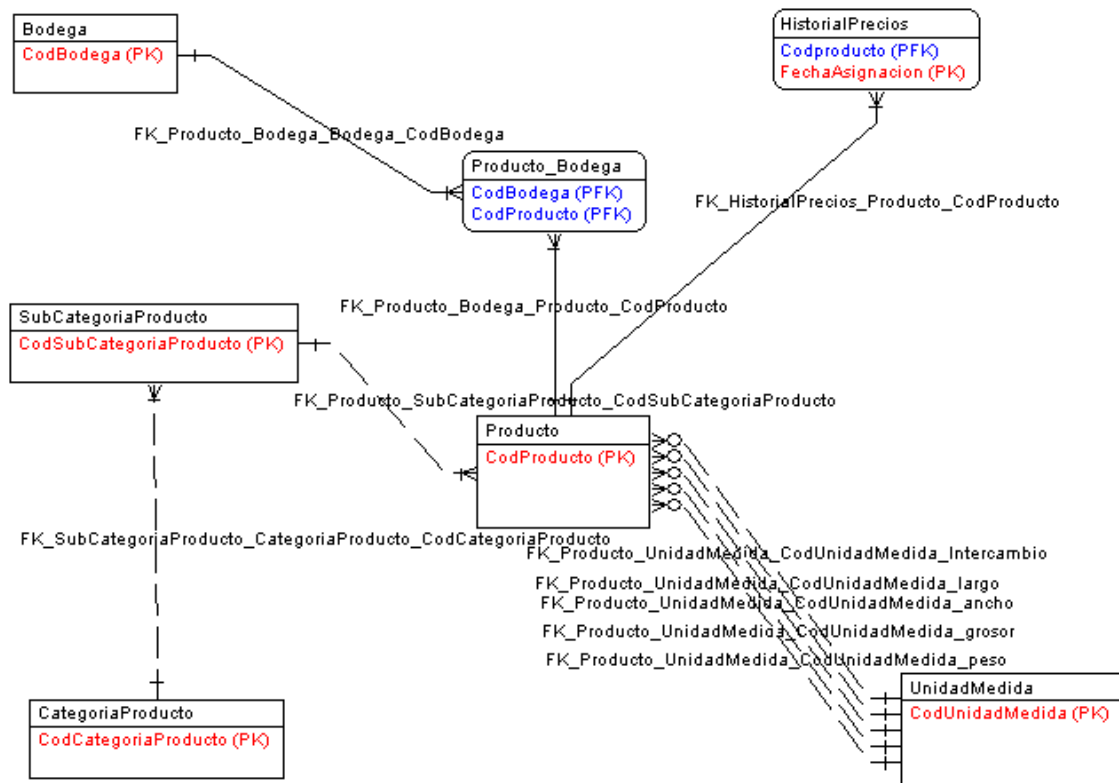 Bodega
CodBodega (PK)
HistorialPrecios
Codproducto (PFK)
FechaAsignacion (PK)
FK_Producto_Bodega_Bodega_CodBodega
Producto_Bodega
CodBodega (PFK)
CodProducto (PFK)
FK_HistorialPrecios_Producto_CodProducto
FK_Producto_Bodega_Producto_CodProducto
SubCategoriaProducto
CodSubCategoriaProducto (PK)
FK_Producto_SubCategoriaProducto_CodSubCategoriaProducto
Producto
CodProducto (PK)
FK_SubCategoriaProducto_CategoriaProducto_CodCategoriaProducto
FK_Producto_UnidadMedida_CodUnidadMedida_Intercambio
FK_Producto_UnidadMedida_CodUnidadMedida_largo
FK_Producto_UnidadMedida_CodUnidadMedida_ancho
FK_Producto_UnidadMedida_CodUnidadMedida_grosor
FK_Producto_UnidadMedida_CodUnidadMedida_peso
UnidadMedida
CodUnidadMedida (PK)
CategoriaProducto
CodCategoriaProducto (PK)